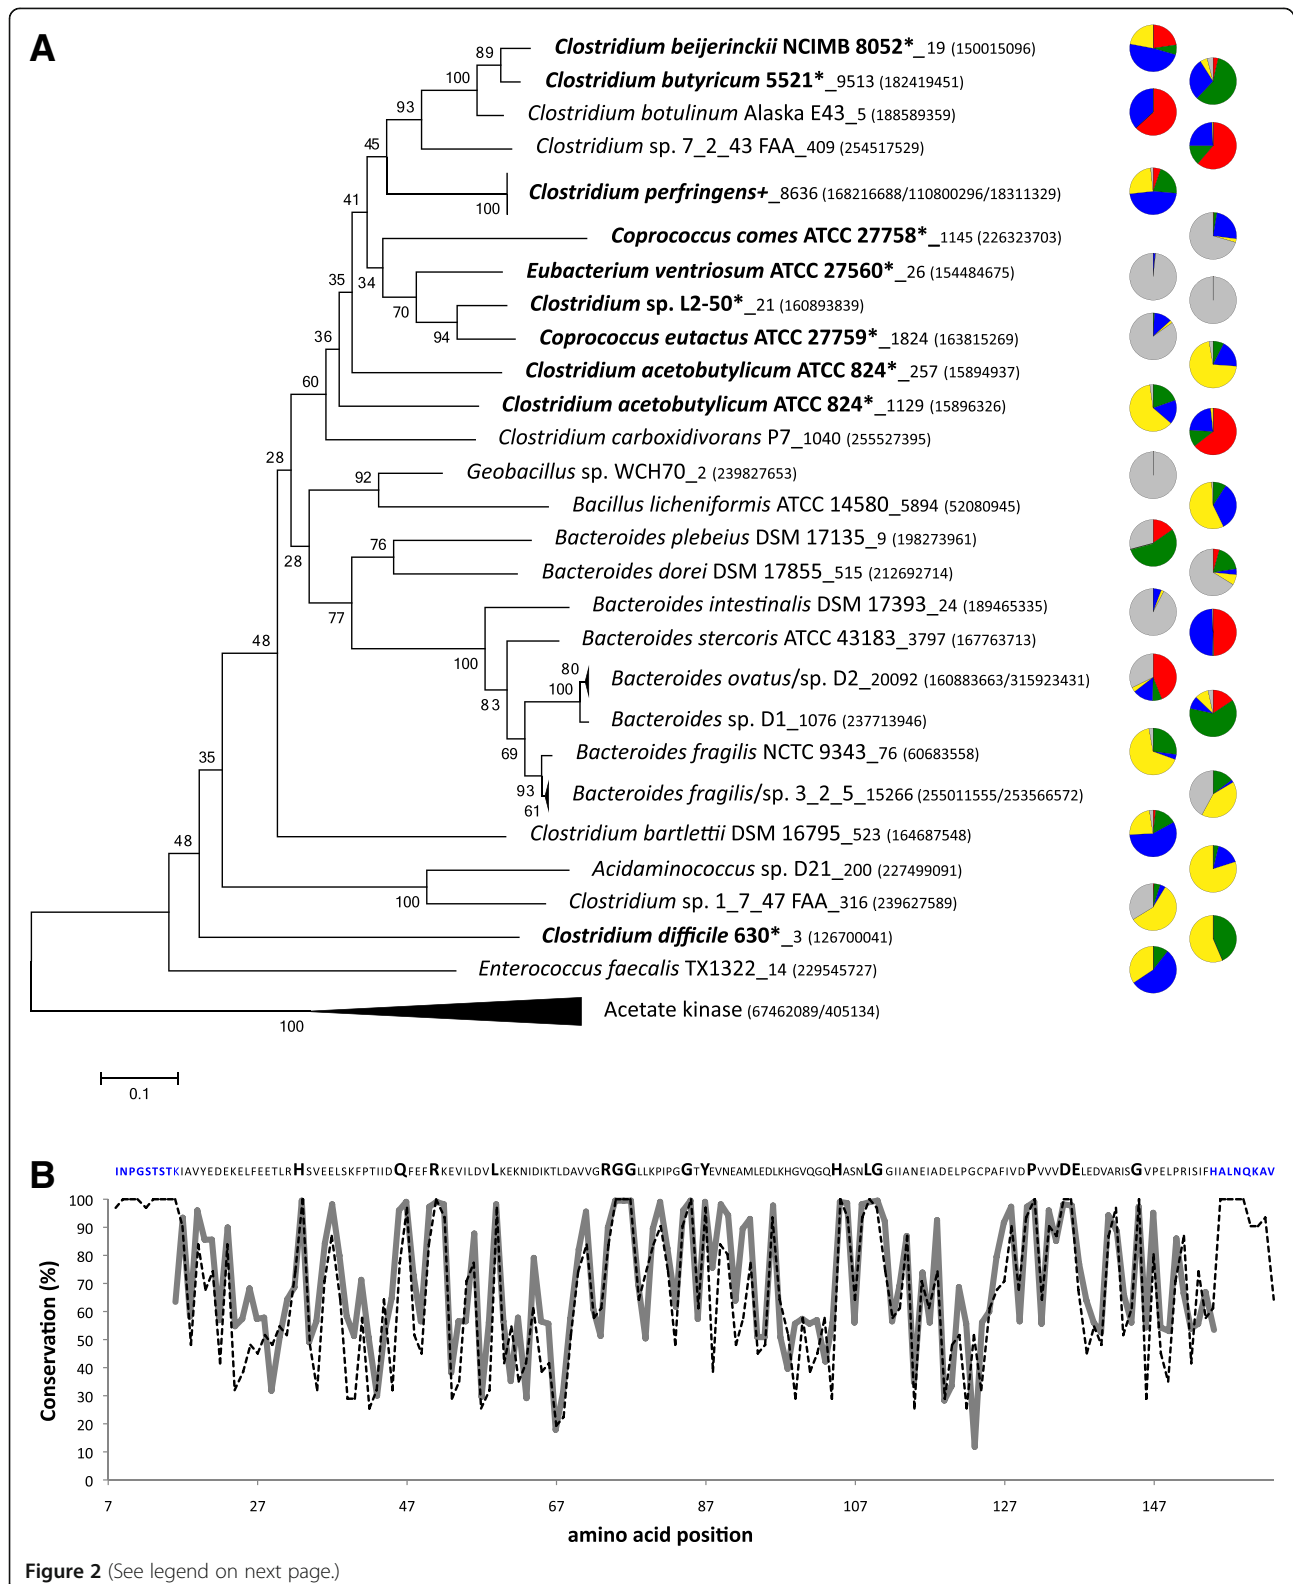 A
Clostridium beijerinckii NCIMB 8052*_19 (150015096)
89
Clostridium butyricum 5521*_9513 (182419451)
100
Clostridium botulinum Alaska E43_5 (188589359)
93
Clostridium sp. 7_2_43 FAA_409 (254517529)
45
Clostridium perfringens+_8636 (168216688/110800296/18311329)
100
41
Coprococcus comes ATCC 27758*_1145 (226323703)
Eubacterium ventriosum ATCC 27560*_26 (154484675)
35
34
Clostridium sp. L2-50*_21 (160893839)
70
Coprococcus eutactus ATCC 27759*_1824 (163815269)
36
94
Clostridium acetobutylicum ATCC 824*_257 (15894937)
60
Clostridium acetobutylicum ATCC 824*_1129 (15896326)
Clostridium carboxidivorans P7_1040 (255527395)
28
Geobacillus sp. WCH70_2 (239827653)
92
Bacillus licheniformis ATCC 14580_5894 (52080945)
Bacteroides plebeius DSM 17135_9 (198273961)
76
28
Bacteroides dorei DSM 17855_515 (212692714)
Bacteroides intestinalis DSM 17393_24 (189465335)
77
48
Bacteroides stercoris ATCC 43183_3797 (167763713)
100
80
Bacteroides ovatus/sp. D2_20092 (160883663/315923431)
100
83
Bacteroides sp. D1_1076 (237713946)
69
Bacteroides fragilis NCTC 9343_76 (60683558)
35
93
Bacteroides fragilis/sp. 3_2_5_15266 (255011555/253566572)
61
Clostridium bartlettii DSM 16795_523 (164687548)
48
Acidaminococcus sp. D21_200 (227499091)
100
Clostridium sp. 1_7_47 FAA_316 (239627589)
Clostridium difficile 630*_3 (126700041)
Enterococcus faecalis TX1322_14 (229545727)
Acetate kinase (67462089/405134)
100
0.1
B
INPGSTSTKIAVYEDEKELFEETLRHSVEELSKFPTIIDQFEFRKEVILDVLKEKNIDIKTLDAVVGRGGLLKPIPGGTYEVNEAMLEDLKHGVQGQHASNLGGIIANEIADELPGCPAFIVDPVVVDELEDVARISGVPELPRISIFHALNQKAV
100
90
80
70
60
50
40
30
20
10
0
Conservation (%)
7 27 47 67 87 107 127 147
amino acid position
Figure 2 (See legend on next page.)